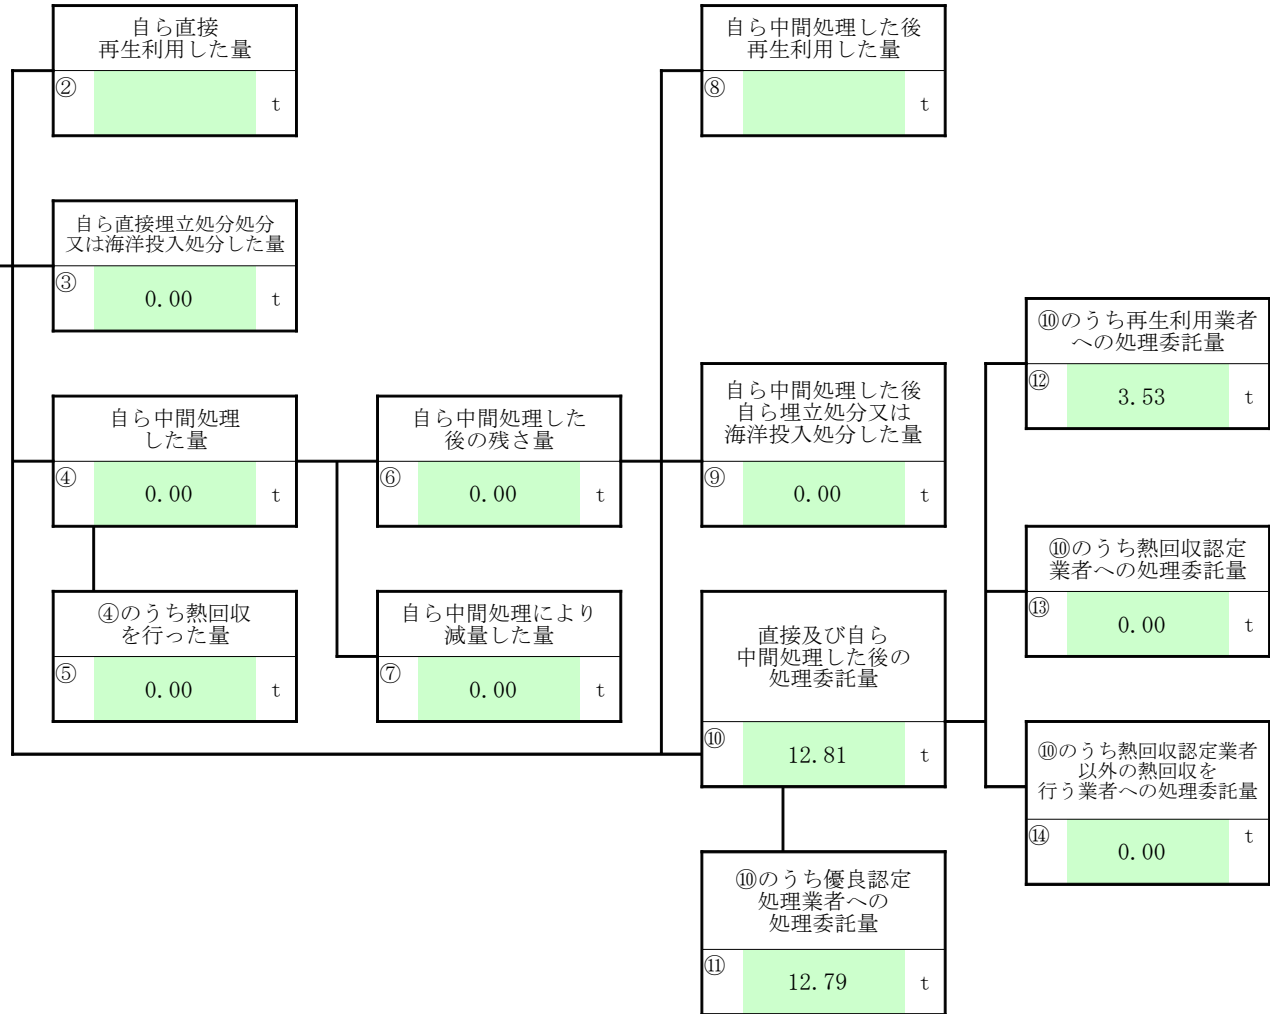 自ら直接
再生利用した量
②
t
自ら中間処理した後
再生利用した量
⑧
t
自ら直接埋立処分処分
又は海洋投入処分した量
③
0.00
t
⑩のうち再生利用業者
への処理委託量
⑫
3.53
t
自ら中間処理
した量
④
0.00
t
自ら中間処理した
後の残さ量
⑥
0.00
t
自ら中間処理した後
自ら埋立処分又は
海洋投入処分した量
⑨
0.00
t
⑩のうち熱回収認定
業者への処理委託量
⑬
0.00
t
④のうち熱回収
を行った量
⑤
0.00
t
自ら中間処理により
減量した量
⑦
0.00
t
直接及び自ら
中間処理した後の
処理委託量
⑩
12.81
t
⑩のうち熱回収認定業者
以外の熱回収を
行う業者への処理委託量
⑭
0.00
t
⑩のうち優良認定
処理業者への
処理委託量
⑪
12.79
t